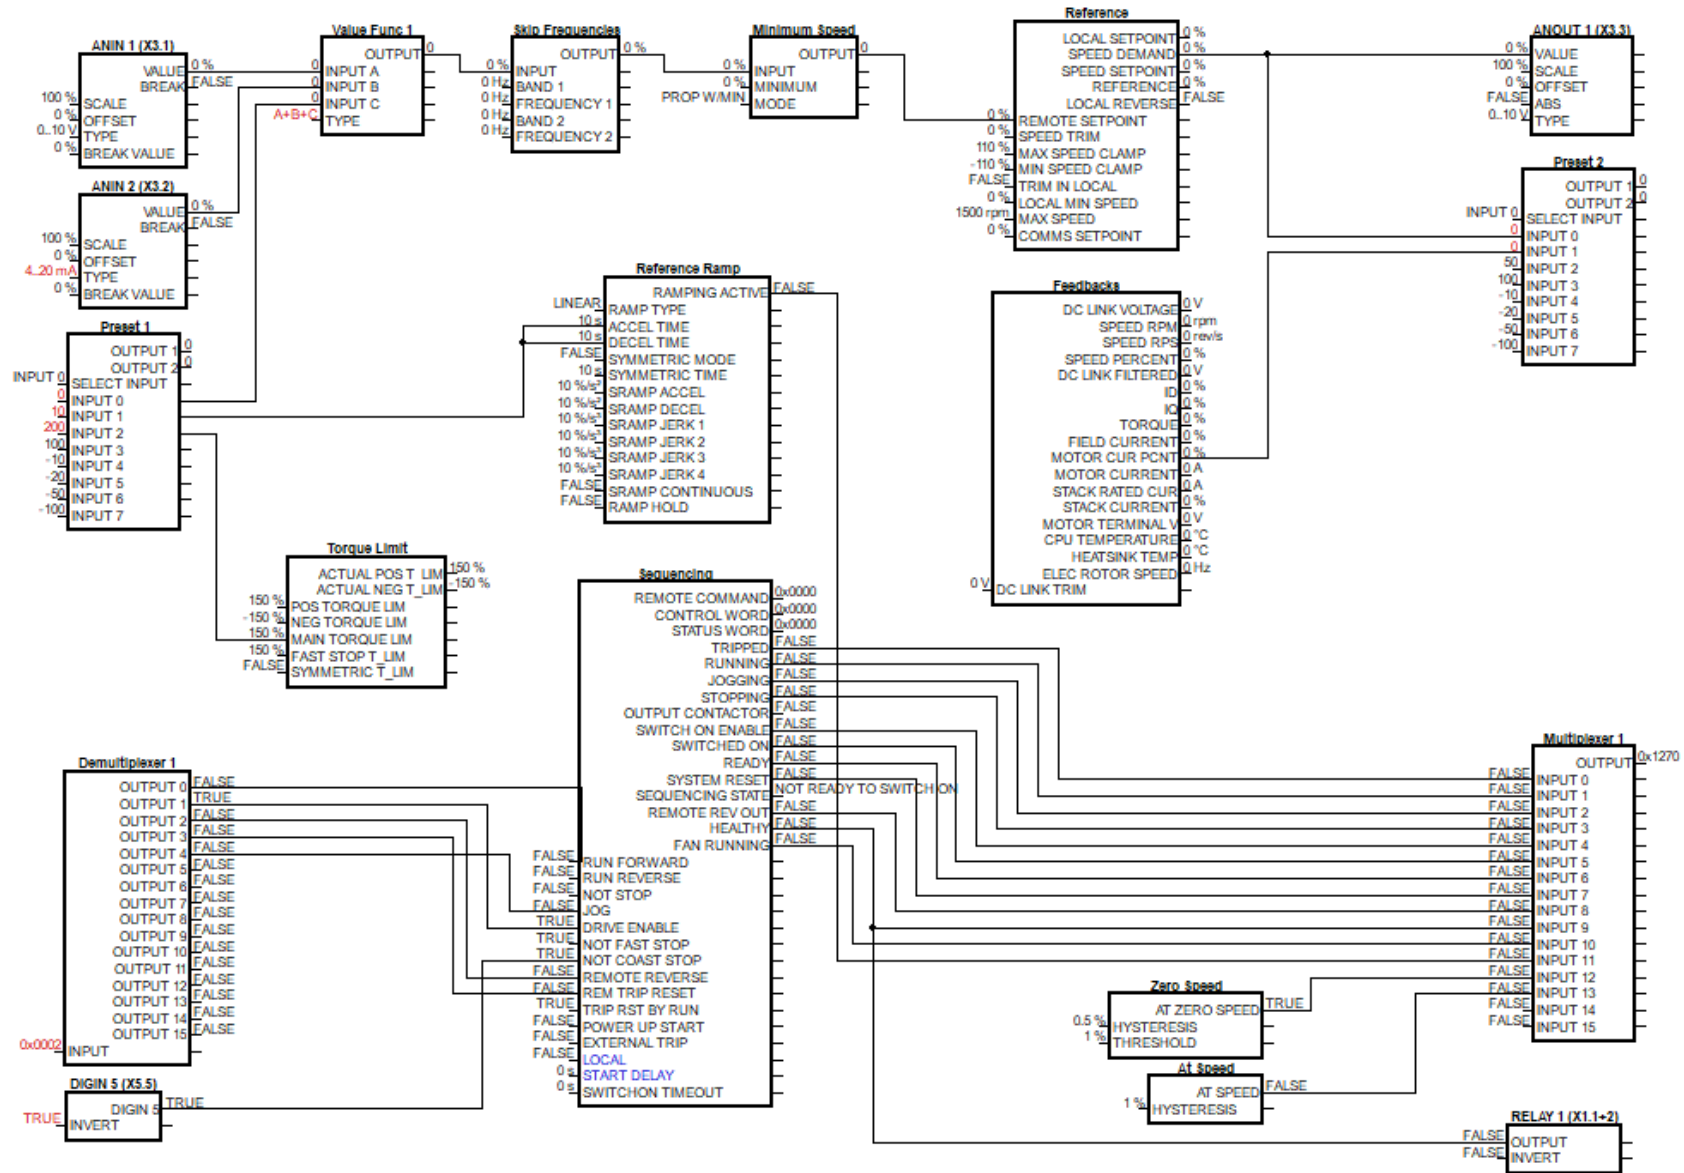 ANIN 1 (X3.1)
VALUE 0 %
BREAK FALSE
100 % SCALE
0 % OFFSET
0..10 V TYPE
0 % BREAK VALUE
ANIN 2 (X3.2)
VALUE 0 %
BREAK FALSE
100 % SCALE
0 % OFFSET
4..20 mA TYPE
0 % BREAK VALUE
Preset 1
OUTPUT 1 0
OUTPUT 2 0
INPUT 0 SELECT INPUT
0 INPUT 0
10 INPUT 1
200 INPUT 2
100 INPUT 3
-10 INPUT 4
-20 INPUT 5
-50 INPUT 6
-100 INPUT 7
Value Func 1
OUTPUT 0
0 INPUT A
0 INPUT B
0 INPUT C
A+B+C TYPE
Skip Frequencies
OUTPUT 0 %
0 % INPUT
0 Hz BAND 1
0 Hz FREQUENCY 1
0 Hz BAND 2
0 Hz FREQUENCY 2
Minimum Speed
OUTPUT 0
0 % INPUT
0 % MINIMUM
PROP W/MIN MODE
Reference
LOCAL SETPOINT 0 %
SPEED DEMAND 0 %
SPEED SETPOINT 0 %
REFERENCE 0 %
LOCAL REVERSE FALSE
0 % REMOTE SETPOINT
0 % SPEED TRIM
110 % MAX SPEED CLAMP
-110 % MIN SPEED CLAMP
FALSE TRIM IN LOCAL
0 % LOCAL MIN SPEED
1500 rpm MAX SPEED
0 % COMMS SETPOINT
ANOUT 1 (X3.3)
0 % VALUE
100 % SCALE
0 % OFFSET
FALSE ABS
0..10 V TYPE
Preset 2
OUTPUT 1 0
OUTPUT 2 0
INPUT 0 SELECT INPUT
0 INPUT 0
0 INPUT 1
50 INPUT 2
100 INPUT 3
-10 INPUT 4
-20 INPUT 5
-50 INPUT 6
-100 INPUT 7
Reference Ramp
RAMPING ACTIVE FALSE
LINEAR RAMP TYPE
10 s ACCEL TIME
10 s DECEL TIME
FALSE SYMMETRIC MODE
10 s SYMMETRIC TIME
10 %/s² SRAMP ACCEL
10 %/s² SRAMP DECEL
10 %/s³ SRAMP JERK 1
10 %/s³ SRAMP JERK 2
10 %/s³ SRAMP JERK 3
10 %/s³ SRAMP JERK 4
FALSE SRAMP CONTINUOUS
FALSE RAMP HOLD
Feedbacks
DC LINK VOLTAGE 0 V
SPEED RPM 0 rpm
SPEED RPS 0 rev/s
SPEED PERCENT 0 %
DC LINK FILTERED 0 V
ID 0 %
IQ 0 %
TORQUE 0 %
FIELD CURRENT 0 %
MOTOR CUR PCNT 0 %
MOTOR CURRENT 0 A
STACK RATED CUR 0 A
STACK CURRENT 0 %
MOTOR TERMINAL V 0 V
CPU TEMPERATURE 0 °C
HEATSINK TEMP 0 °C
ELEC ROTOR SPEED 0 Hz
0 V DC LINK TRIM
Torque Limit
ACTUAL POS T_LIM 150 %
ACTUAL NEG T_LIM -150 %
150 % POS TORQUE LIM
-150 % NEG TORQUE LIM
150 % MAIN TORQUE LIM
150 % FAST STOP T_LIM
FALSE SYMMETRIC T_LIM
Sequencing
REMOTE COMMAND 0x0000
CONTROL WORD 0x0000
STATUS WORD 0x0000
TRIPPED FALSE
RUNNING FALSE
JOGGING FALSE
STOPPING FALSE
OUTPUT CONTACTOR FALSE
SWITCH ON ENABLE FALSE
SWITCHED ON FALSE
READY FALSE
SYSTEM RESET FALSE
SEQUENCING STATE NOT READY TO SWITCH ON
REMOTE REV OUT FALSE
HEALTHY FALSE
FAN RUNNING FALSE
FALSE RUN FORWARD
FALSE RUN REVERSE
FALSE NOT STOP
FALSE JOG
TRUE DRIVE ENABLE
TRUE NOT FAST STOP
TRUE NOT COAST STOP
FALSE REMOTE REVERSE
FALSE REM TRIP RESET
TRUE TRIP RST BY RUN
FALSE POWER UP START
FALSE EXTERNAL TRIP
FALSE LOCAL
0 s START DELAY
0 s SWITCHON TIMEOUT
Demultiplexer 1
OUTPUT 0 FALSE
OUTPUT 1 TRUE
OUTPUT 2 FALSE
OUTPUT 3 FALSE
OUTPUT 4 FALSE
OUTPUT 5 FALSE
OUTPUT 6 FALSE
OUTPUT 7 FALSE
OUTPUT 8 FALSE
OUTPUT 9 FALSE
OUTPUT 10 FALSE
OUTPUT 11 FALSE
OUTPUT 12 FALSE
OUTPUT 13 FALSE
OUTPUT 14 FALSE
OUTPUT 15 FALSE
0x0002 INPUT
DIGIN 5 (X5.5)
DIGIN 5 TRUE
TRUE INVERT
Multiplexer 1
OUTPUT 0x1270
FALSE INPUT 0
FALSE INPUT 1
FALSE INPUT 2
FALSE INPUT 3
FALSE INPUT 4
FALSE INPUT 5
FALSE INPUT 6
FALSE INPUT 7
FALSE INPUT 8
FALSE INPUT 9
FALSE INPUT 10
FALSE INPUT 11
FALSE INPUT 12
FALSE INPUT 13
FALSE INPUT 14
FALSE INPUT 15
Zero Speed
AT ZERO SPEED TRUE
0.5 % HYSTERESIS
1 % THRESHOLD
At Speed
AT SPEED FALSE
1 % HYSTERESIS
RELAY 1 (X1.1+2)
FALSE OUTPUT
FALSE INVERT